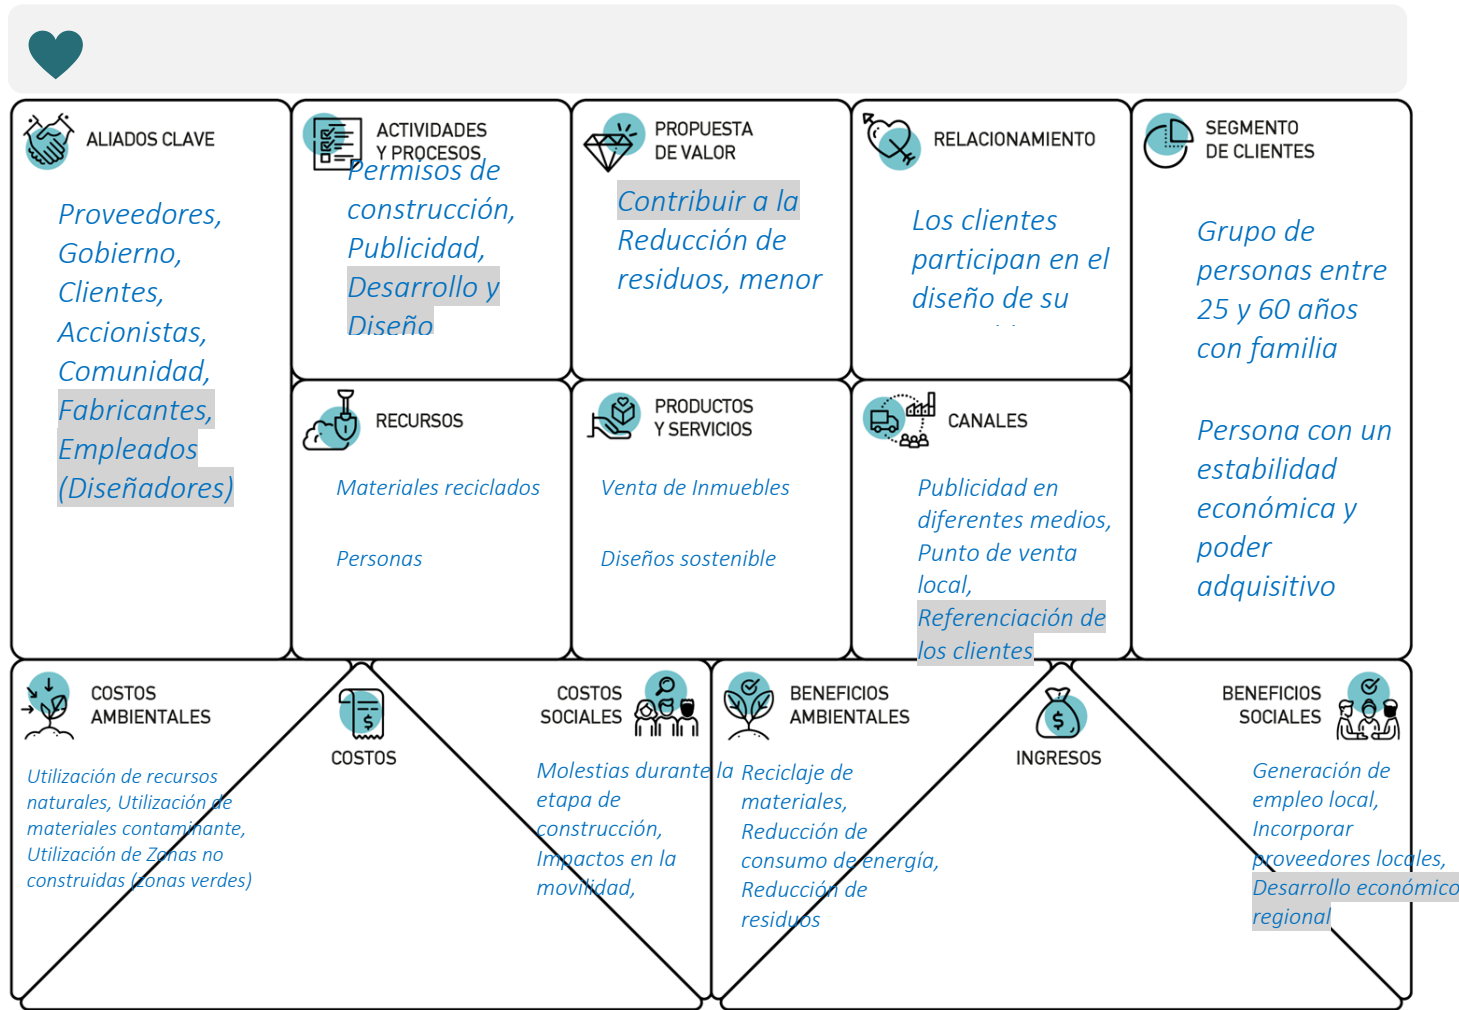 ALIADOS CLAVE
Proveedores,
Gobierno,
Clientes,
Accionistas,
Comunidad,
Fabricantes,
Empleados
(Diseñadores)
ACTIVIDADES
Y PROCESOS
Permisos de
construcción,
Publicidad,
Desarrollo y
Diseño
PROPUESTA
DE VALOR
Contribuir a la
Reducción de
residuos, menor
RELACIONAMIENTO
Los clientes
participan en el
diseño de su
SEGMENTO
DE CLIENTES
Grupo de
personas entre
25 y 60 años
con familia
Persona con un
estabilidad
económica y
poder
adquisitivo
RECURSOS
Materiales reciclados
Personas
PRODUCTOS
Y SERVICIOS
Venta de Inmuebles
Diseños sostenible
CANALES
Publicidad en
diferentes medios,
Punto de venta
local,
Referenciación de
los clientes
COSTOS
AMBIENTALES
Utilización de recursos
naturales, Utilización de
materiales contaminante,
Utilización de Zonas no
construidas (zonas verdes)
$
COSTOS
COSTOS
SOCIALES
Molestias durante la
etapa de
construcción,
Impactos en la
movilidad,
BENEFICIOS
AMBIENTALES
Reciclaje de
materiales,
Reducción de
consumo de energía,
Reducción de
residuos
$
INGRESOS
BENEFICIOS
SOCIALES
Generación de
empleo local,
Incorporar
proveedores locales,
Desarrollo económico
regional